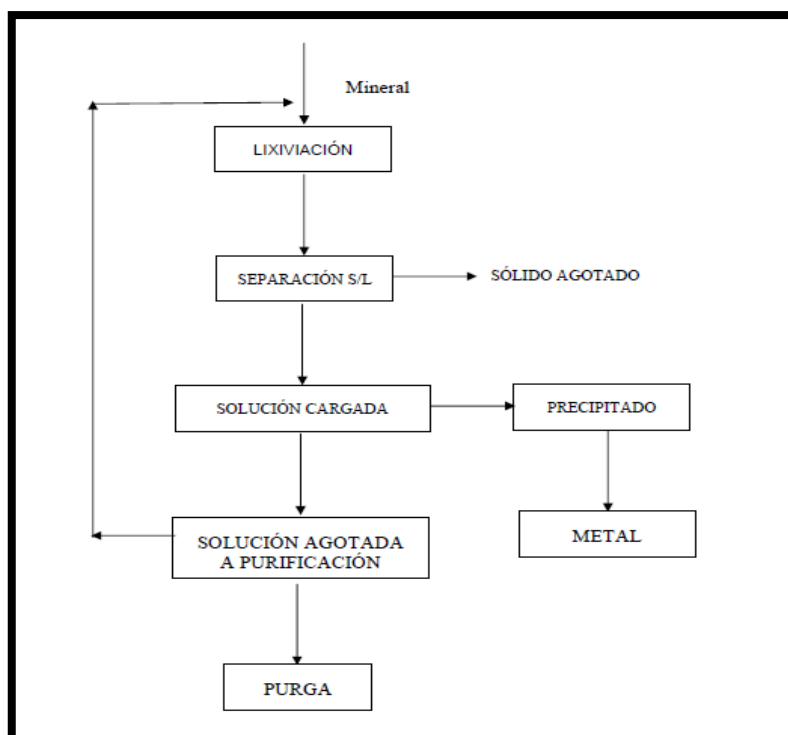 Mineral
LIXIVIACIÓN
SEPARACIÓN S/L
SÓLIDO AGOTADO
SOLUCIÓN CARGADA
PRECIPITADO
SOLUCIÓN AGOTADA
A PURIFICACIÓN
METAL
PURGA